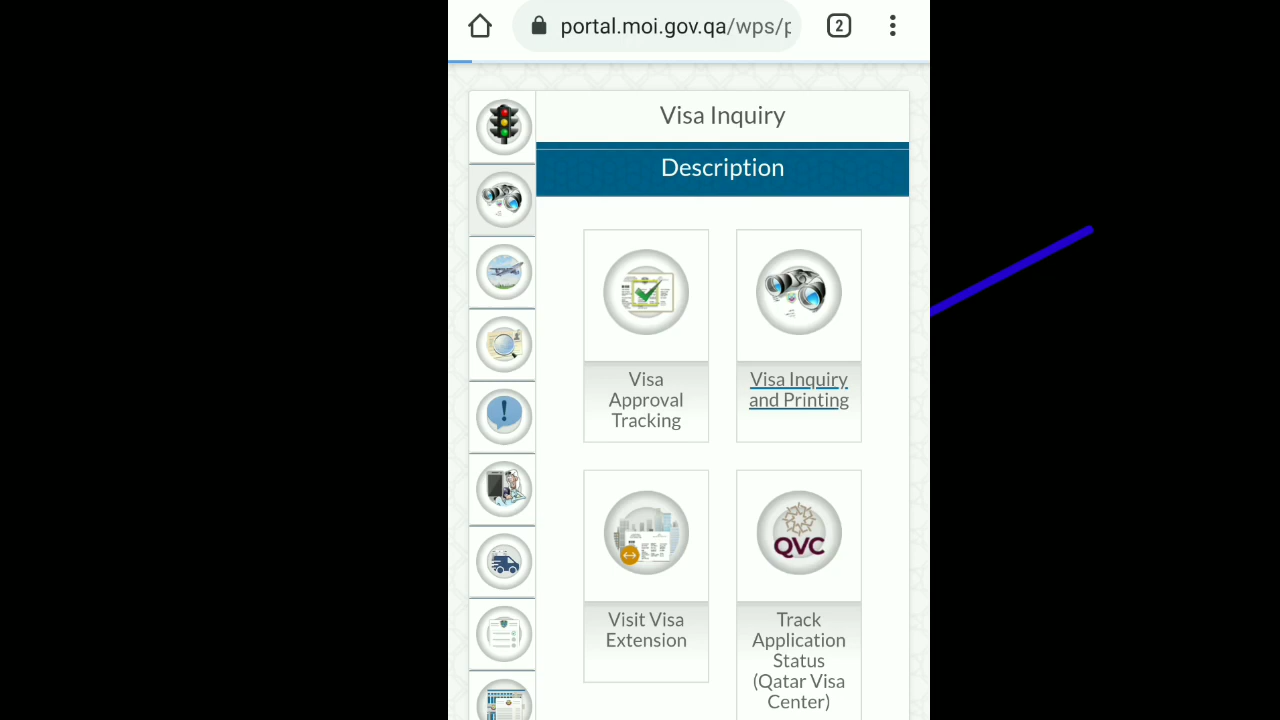 portal.moi.gov.qa/wps/p
2
Visa Inquiry
Description
Visa
Approval
Tracking
Visa Inquiry
and Printing
QVC
Visit Visa
Extension
Track
Application
Status
(Qatar Visa
Center)